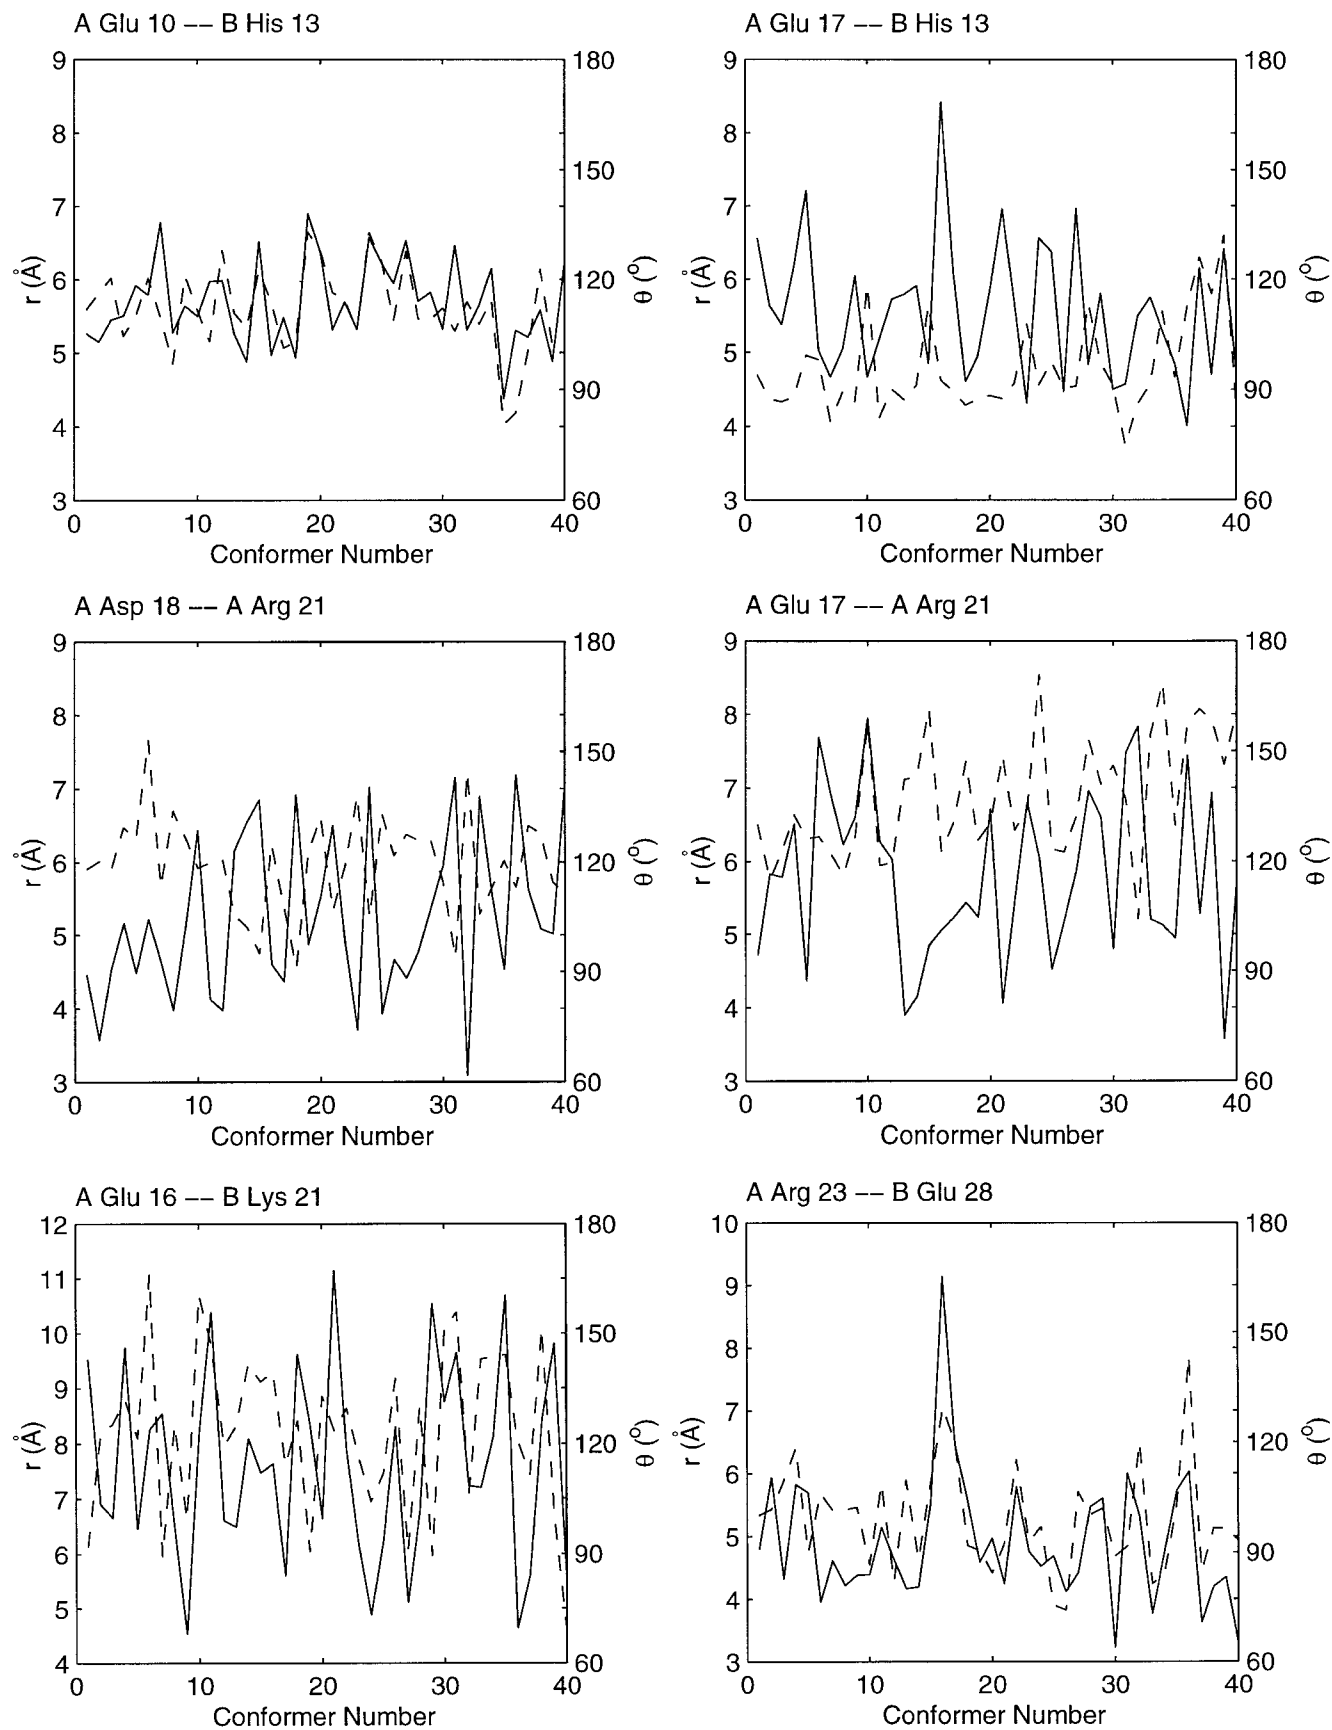 A Glu 10 −− B His 13
A Glu 17 −− B His 13
9
8
7
6
5
4
3
r (Å)
180
150
120
90
60
θ (°)
0 10 20 30 40
Conformer Number
9
8
7
6
5
4
3
r (Å)
180
150
120
90
60
θ (°)
0 10 20 30 40
Conformer Number
A Asp 18 −− A Arg 21
A Glu 17 −− A Arg 21
9
8
7
6
5
4
3
r (Å)
180
150
120
90
60
θ (°)
0 10 20 30 40
Conformer Number
9
8
7
6
5
4
3
r (Å)
180
150
120
90
60
θ (°)
0 10 20 30 40
Conformer Number
A Glu 16 −− B Lys 21
A Arg 23 −− B Glu 28
12
11
10
9
8
7
6
5
4
r (Å)
180
150
120
90
60
θ (°)
0 10 20 30 40
Conformer Number
10
9
8
7
6
5
4
3
r (Å)
180
150
120
90
60
θ (°)
0 10 20 30 40
Conformer Number